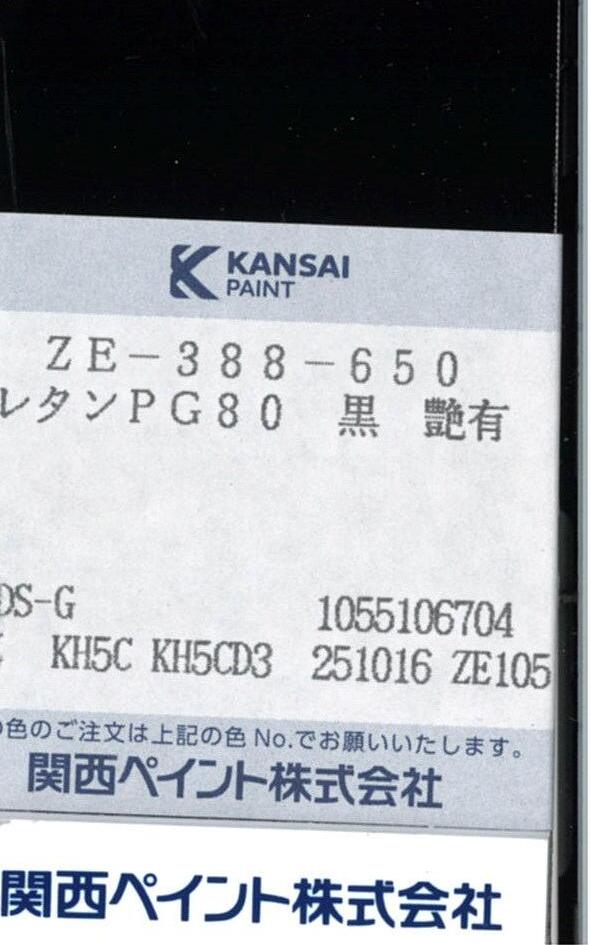 KANSAI
PAINT
ZE-388-650
レタンPG80 黒 艶有
DS-G 1055106704
KH5C KH5CD3 251016 ZE105
色のご注文は上記の色No.でお願いいたします。
関西ペイント株式会社
関西ペイント株式会社